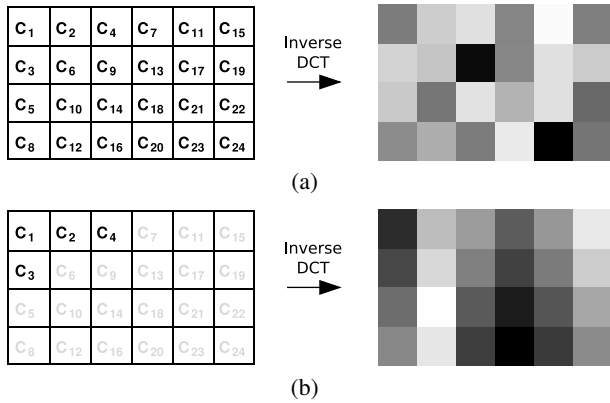 C1 C2 C4 C7 C11 C15
C3 C6 C9 C13 C17 C19
C5 C10 C14 C18 C21 C22
C8 C12 C16 C20 C23 C24
Inverse
DCT
(a)
C1 C2 C4 C7 C11 C15
C3 C6 C9 C13 C17 C19
C5 C10 C14 C18 C21 C22
C8 C12 C16 C20 C23 C24
Inverse
DCT
(b)